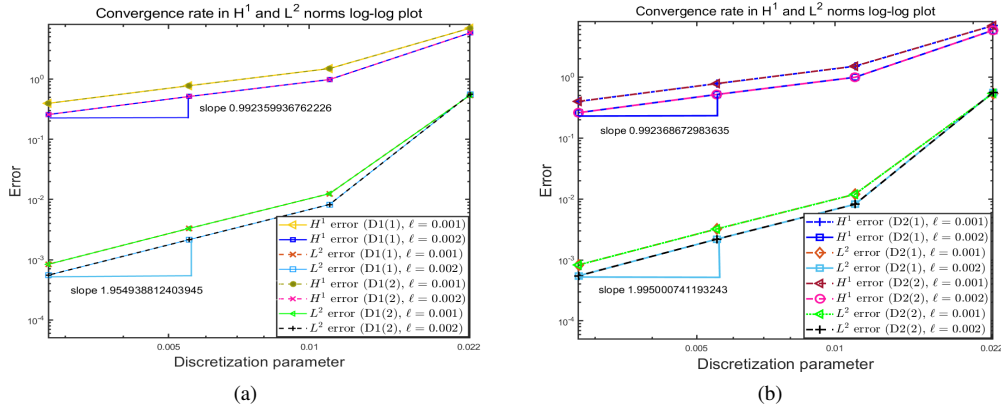 Convergence rate in H¹ and L² norms log-log plot
Error
10⁰
10⁻¹
10⁻²
10⁻³
10⁻⁴
slope 0.992359936762226
slope 1.954938812403945
H¹ error (D1(1), ℓ = 0.001)
H¹ error (D1(1), ℓ = 0.002)
L² error (D1(1), ℓ = 0.001)
L² error (D1(1), ℓ = 0.002)
H¹ error (D1(2), ℓ = 0.001)
H¹ error (D1(2), ℓ = 0.002)
L² error (D1(2), ℓ = 0.001)
L² error (D1(2), ℓ = 0.002)
0.005
0.01
0.022
Discretization parameter
(a)
Convergence rate in H¹ and L² norms log-log plot
Error
10⁰
10⁻¹
10⁻²
10⁻³
10⁻⁴
slope 0.992368672983635
slope 1.995000741193243
H¹ error (D2(1), ℓ = 0.001)
H¹ error (D2(1), ℓ = 0.002)
L² error (D2(1), ℓ = 0.001)
L² error (D2(1), ℓ = 0.002)
H¹ error (D2(2), ℓ = 0.001)
H¹ error (D2(2), ℓ = 0.002)
L² error (D2(2), ℓ = 0.001)
L² error (D2(2), ℓ = 0.002)
0.005
0.01
0.022
Discretization parameter
(b)